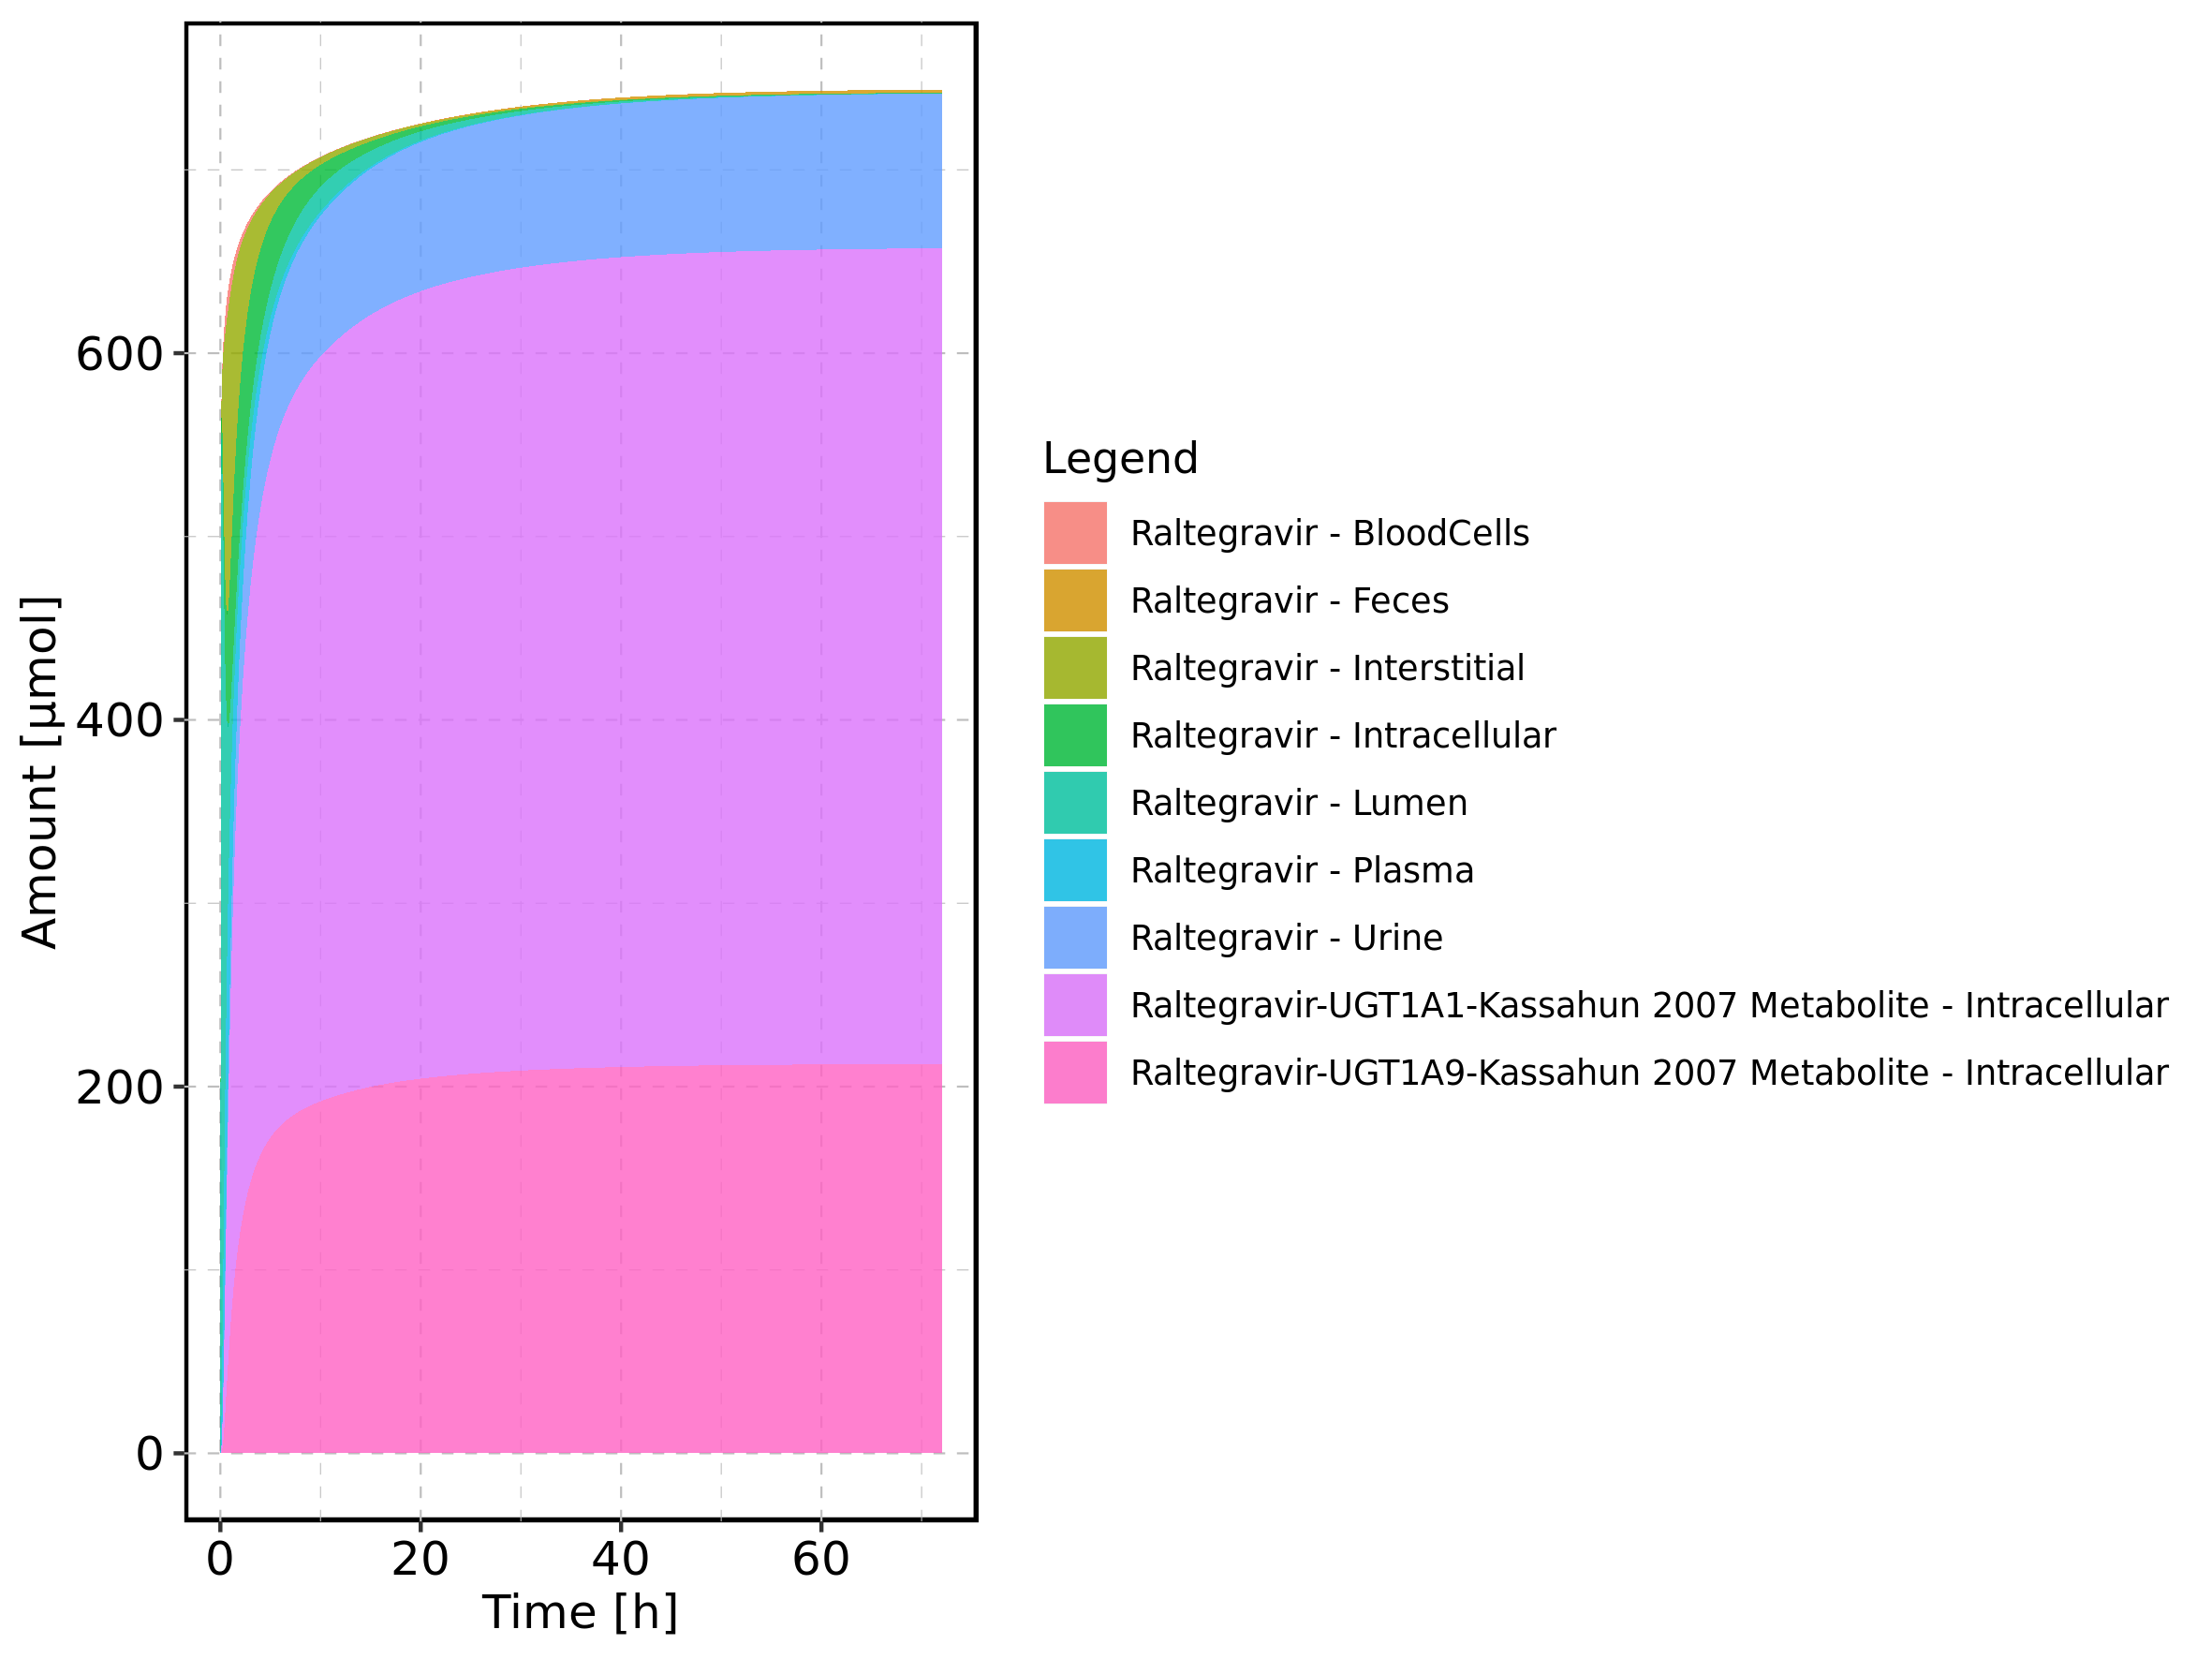 600
400
200
0
Amount [µmol]
0 20 40 60
Time [h]
Legend
Raltegravir - BloodCells
Raltegravir - Feces
Raltegravir - Interstitial
Raltegravir - Intracellular
Raltegravir - Lumen
Raltegravir - Plasma
Raltegravir - Urine
Raltegravir-UGT1A1-Kassahun 2007 Metabolite - Intracellular
Raltegravir-UGT1A9-Kassahun 2007 Metabolite - Intracellular